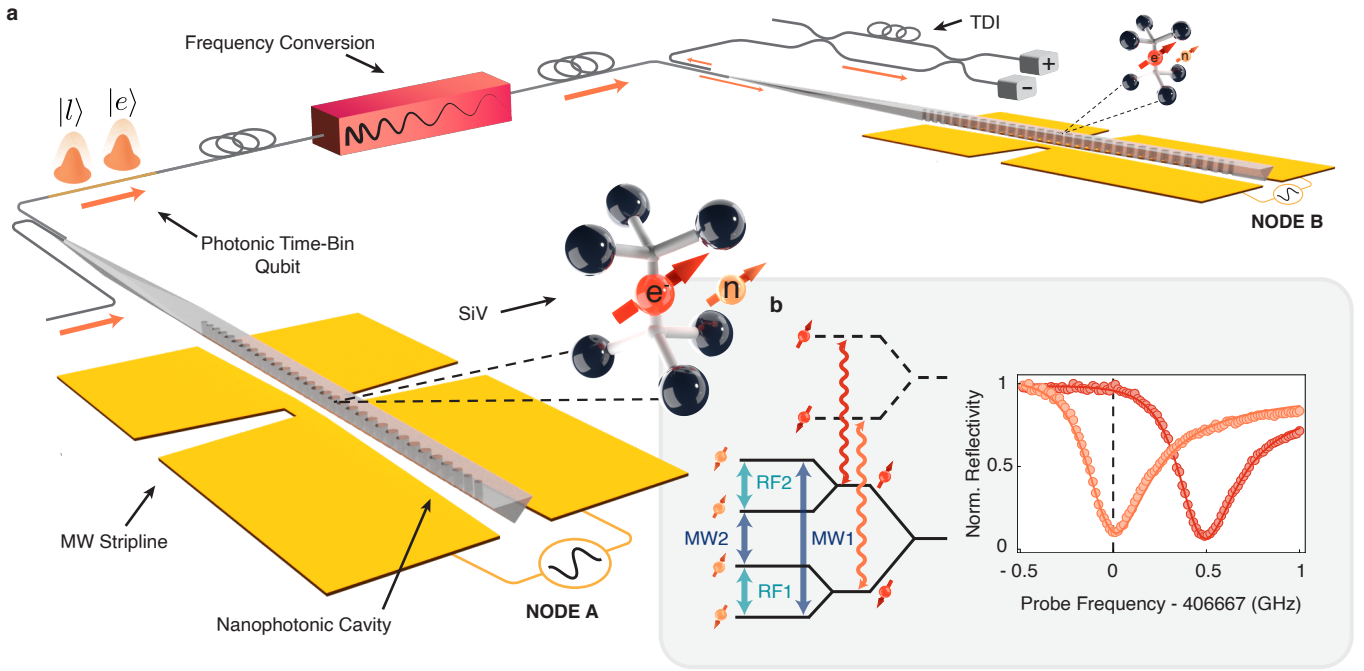 a
Frequency Conversion
TDI
+
−
e⁻
n
|l⟩
|e⟩
Photonic Time-Bin
Qubit
NODE B
SiV
e⁻
n
MW Stripline
Nanophotonic Cavity
NODE A
b
RF2
MW2
MW1
RF1
Norm. Reflectivity
1
0.5
0
- 0.5
0
0.5
1
Probe Frequency - 406667 (GHz)